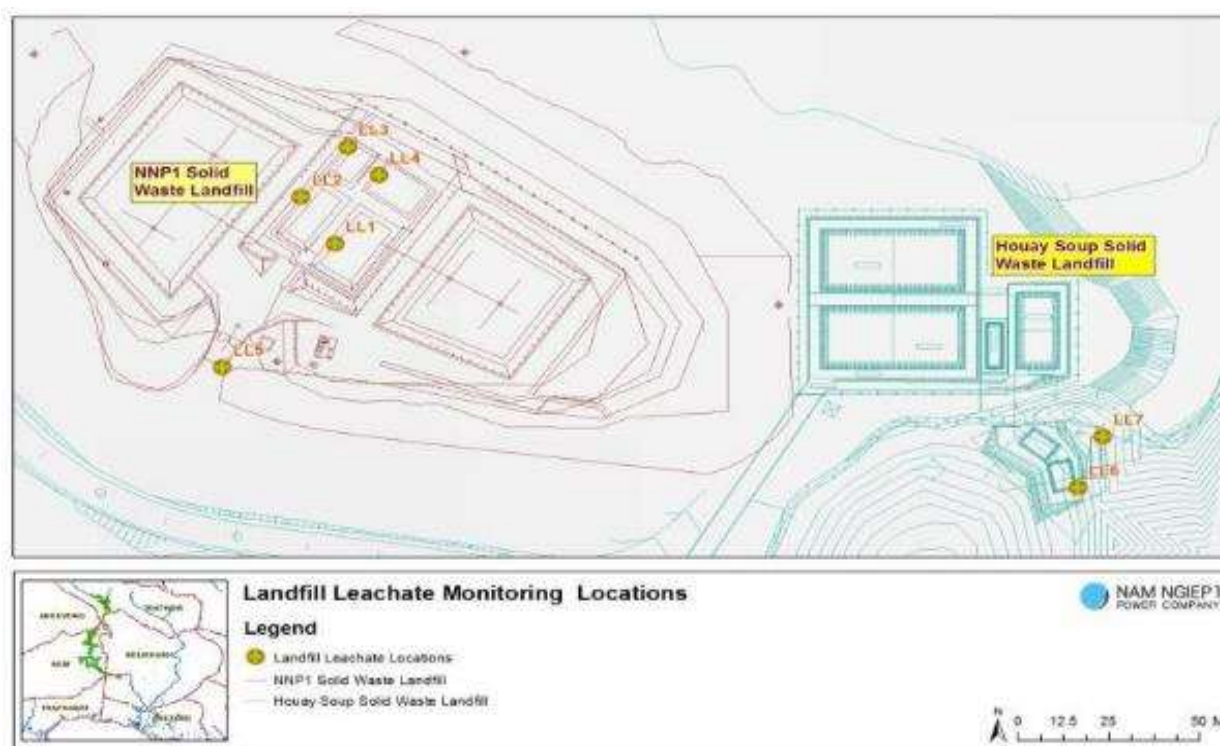 LL3
LL4
NNP1 Solid
Waste Landfill
LL2
LL1
Houay Soup Solid
Waste Landfill
LL5
LL7
LL6
Landfill Leachate Monitoring Locations
NAM NGIEP1
POWER COMPANY
Legend
Landfill Leachate Locations
NNP1 Solid Waste Landfill
Houay Soup Solid Waste Landfill
N
0 12.5 25 50 M